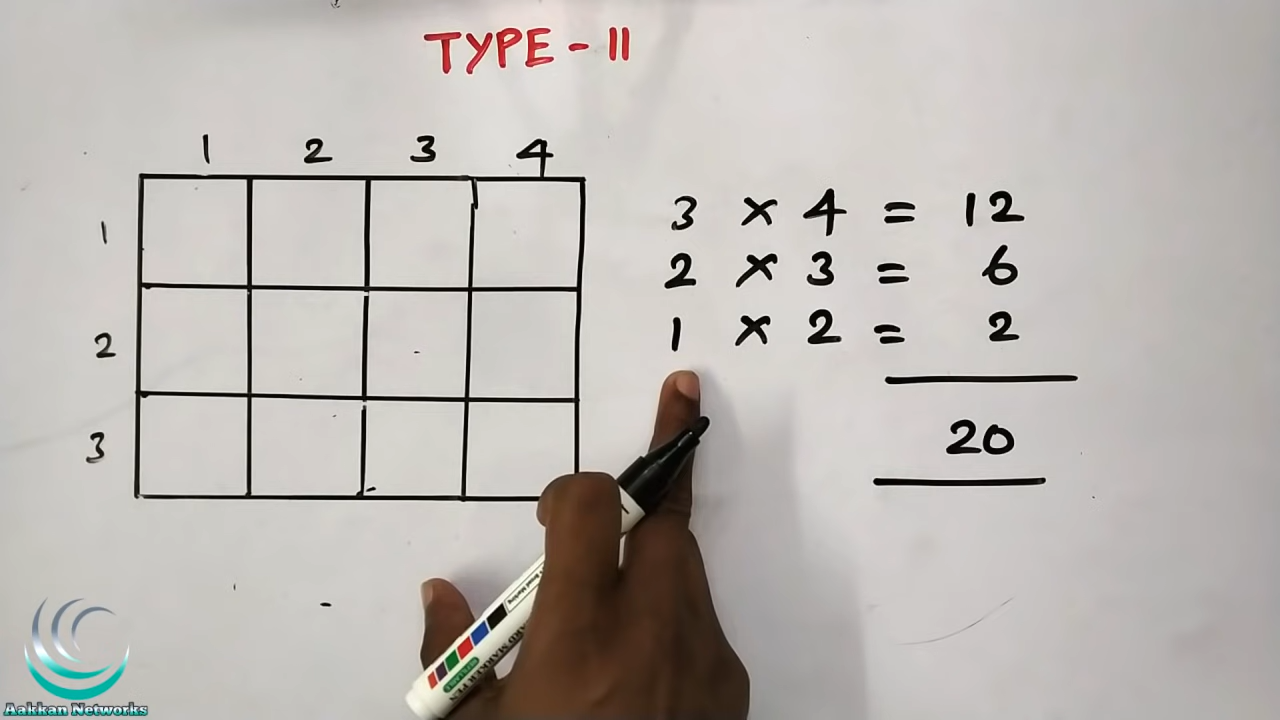 TYPE - II
1 2 3 4
1
2
3
3 × 4 = 12
2 × 3 = 6
1 × 2 = 2
20
Aakkan Networks